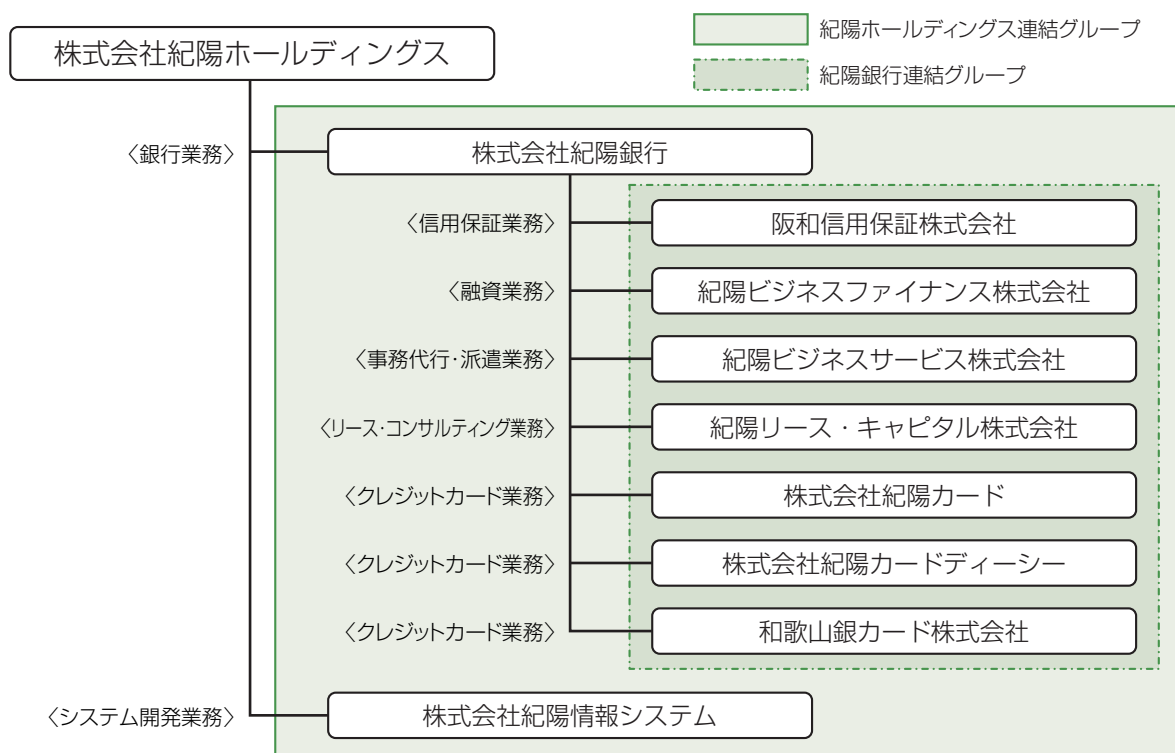 株式会社紀陽ホールディングス
紀陽ホールディングス連結グループ
紀陽銀行連結グループ
〈銀行業務〉
株式会社紀陽銀行
〈信用保証業務〉
阪和信用保証株式会社
〈融資業務〉
紀陽ビジネスファイナンス株式会社
〈事務代行・派遣業務〉
紀陽ビジネスサービス株式会社
〈リース・コンサルティング業務〉
紀陽リース・キャピタル株式会社
〈クレジットカード業務〉
株式会社紀陽カード
〈クレジットカード業務〉
株式会社紀陽カードディーシー
〈クレジットカード業務〉
和歌山銀カード株式会社
〈システム開発業務〉
株式会社紀陽情報システム